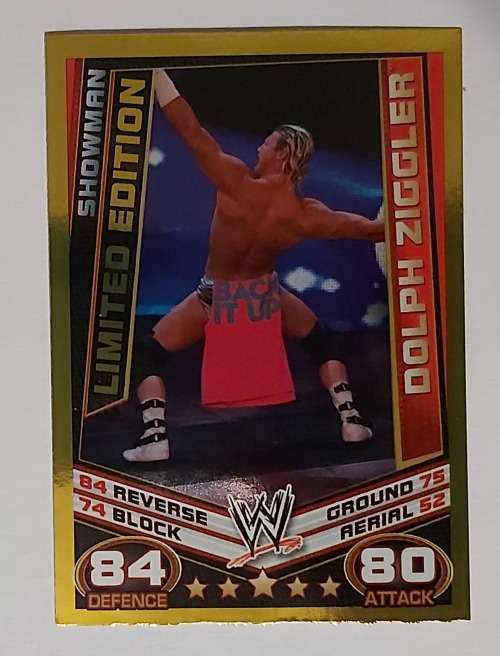 SHOWMAN
LIMITED EDITION
DOLPH ZIGGLER
BACK
IT UP
84 REVERSE
74 BLOCK
GROUND 75
AERIAL 52
W
84
DEFENCE
80
ATTACK